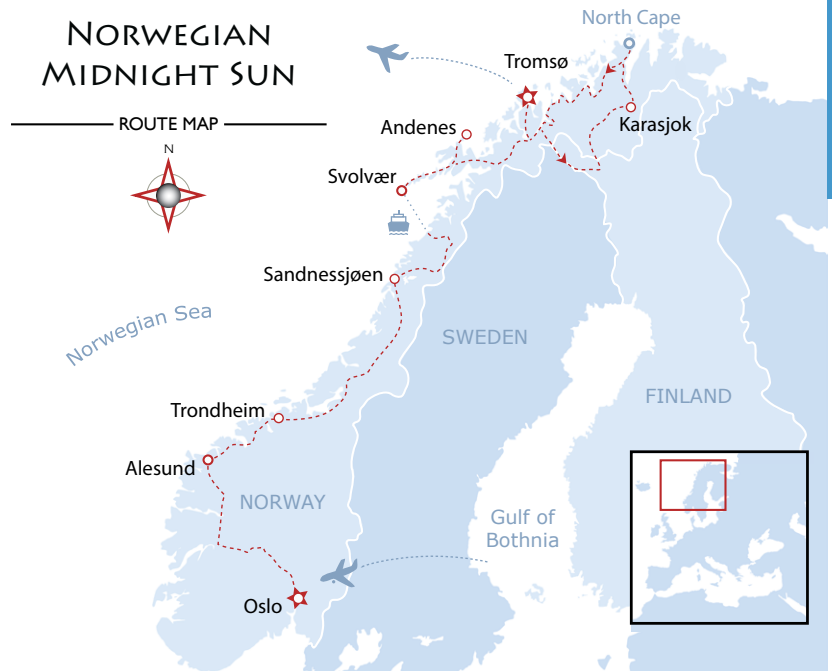 NORWEGIAN
MIDNIGHT SUN
ROUTE MAP
N
North Cape
Tromsø
Andenes
Karasjok
Svolvær
Sandnessjøen
Norwegian Sea
SWEDEN
Trondheim
FINLAND
Alesund
NORWAY
Gulf of
Bothnia
Oslo